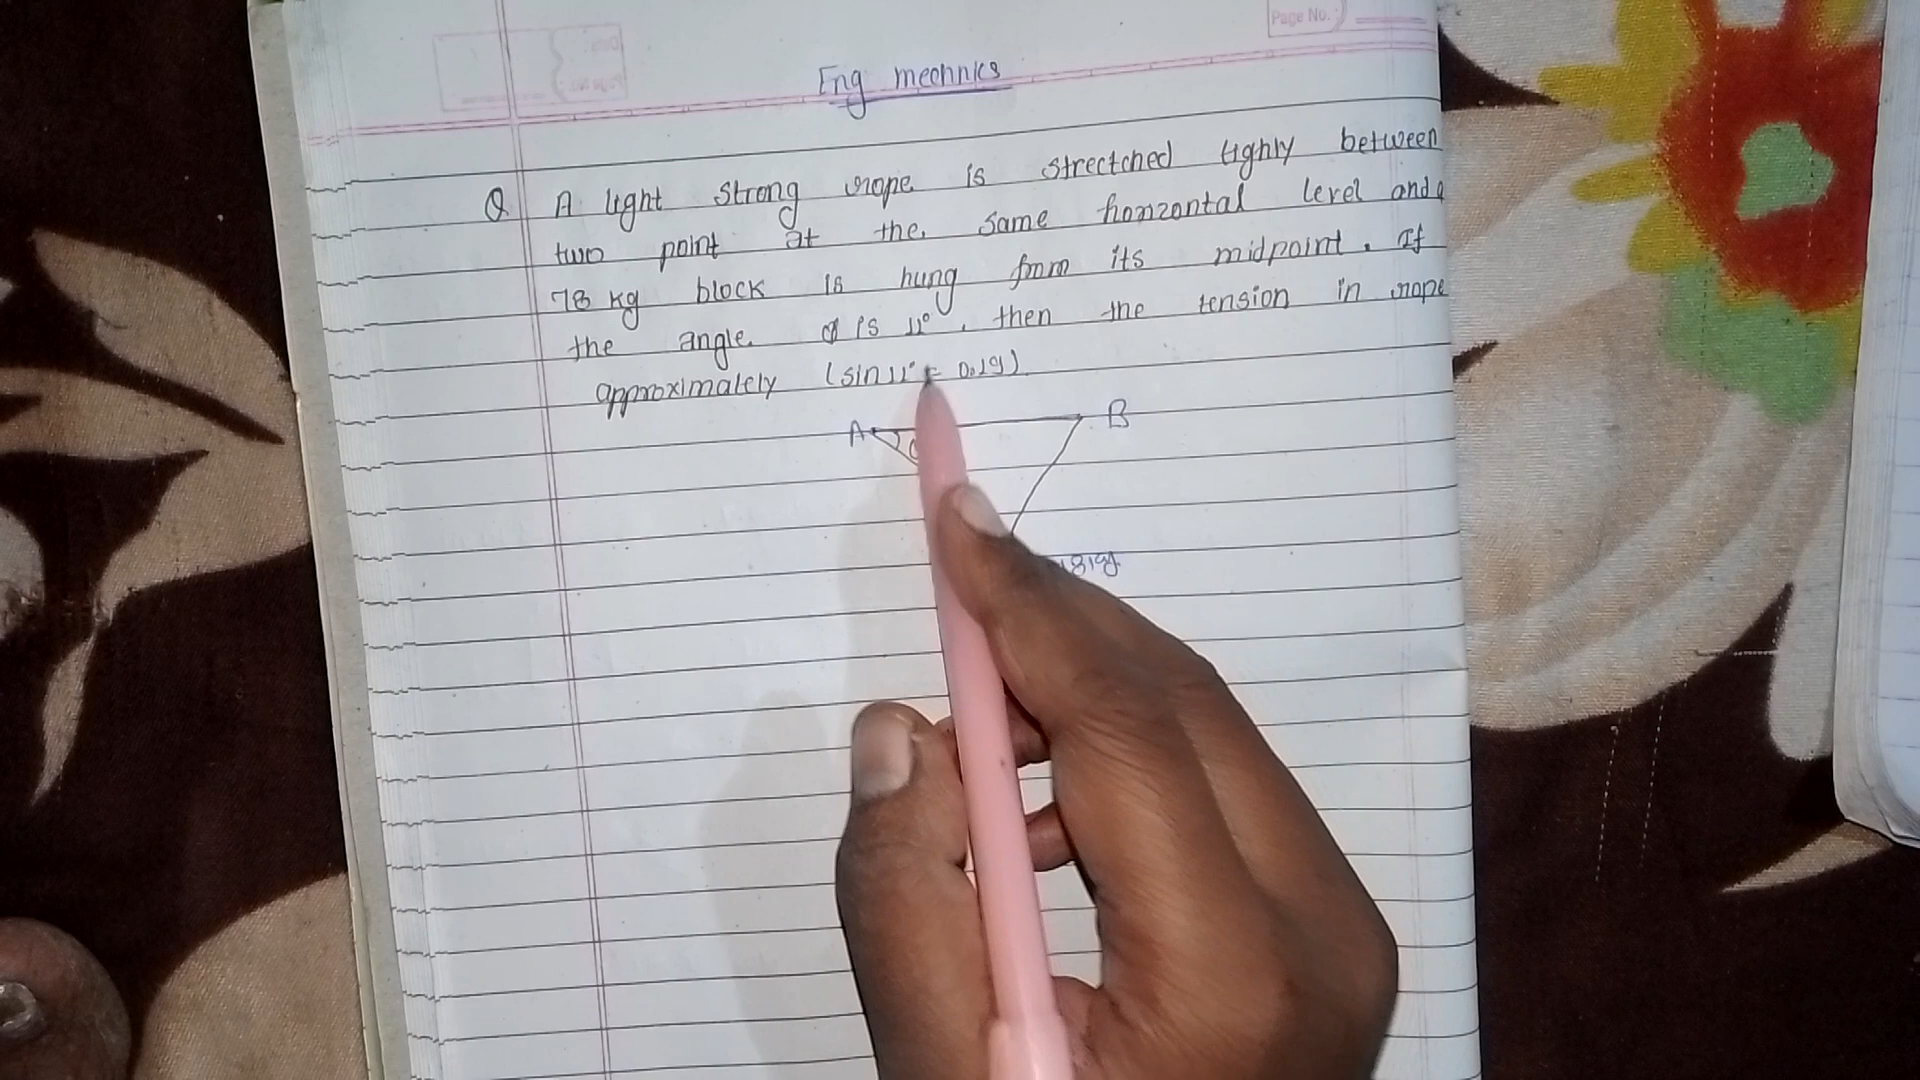 Page No.
Eng mechnics
Q A light strong rope is strectched tighly between
two point at the same horizontal level and a
78 kg block is hung from its midpoint. If
the angle Ø is 11°, then the tension in rope
approximately (sin 11° = 0.19)
A B